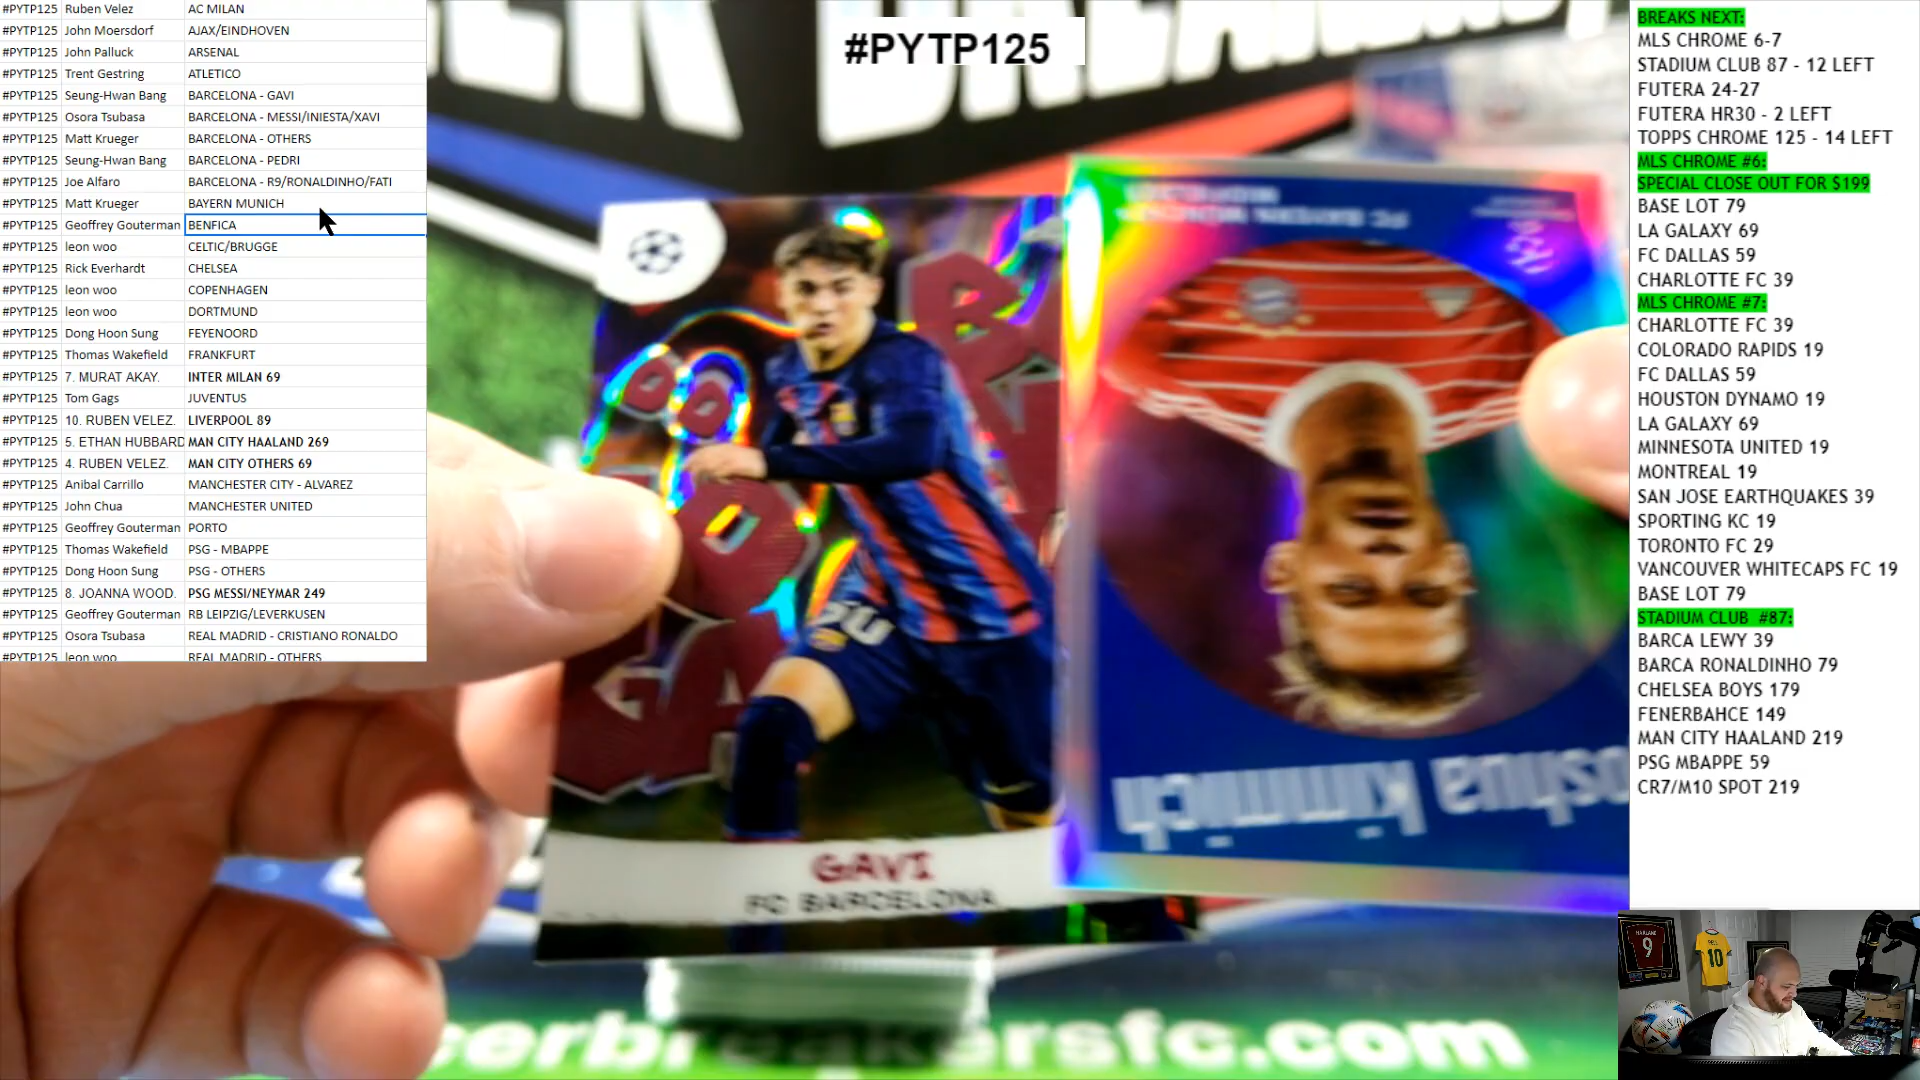 #PYTP125 Ruben Velez AC MILAN
#PYTP125 John Moersdorf AJAX/EINDHOVEN
#PYTP125 John Palluck ARSENAL
#PYTP125 Trent Gestring ATLETICO
#PYTP125 Seung-Hwan Bang BARCELONA - GAVI
#PYTP125 Osora Tsubasa BARCELONA - MESSI/INIESTA/XAVI
#PYTP125 Matt Krueger BARCELONA - OTHERS
#PYTP125 Seung-Hwan Bang BARCELONA - PEDRI
#PYTP125 Joe Alfaro BARCELONA - R9/RONALDINHO/FATI
#PYTP125 Matt Krueger BAYERN MUNICH
#PYTP125 Geoffrey Gouterman BENFICA
#PYTP125 leon woo CELTIC/BRUGGE
#PYTP125 Rick Everhardt CHELSEA
#PYTP125 leon woo COPENHAGEN
#PYTP125 leon woo DORTMUND
#PYTP125 Dong Hoon Sung FEYENOORD
#PYTP125 Thomas Wakefield FRANKFURT
#PYTP125 7. MURAT AKAY. INTER MILAN 69
#PYTP125 Tom Gags JUVENTUS
#PYTP125 10. RUBEN VELEZ. LIVERPOOL 89
#PYTP125 5. ETHAN HUBBARD MAN CITY HAALAND 269
#PYTP125 4. RUBEN VELEZ. MAN CITY OTHERS 69
#PYTP125 Anibal Carrillo MANCHESTER CITY - ALVAREZ
#PYTP125 John Chua MANCHESTER UNITED
#PYTP125 Geoffrey Gouterman PORTO
#PYTP125 Thomas Wakefield PSG - MBAPPE
#PYTP125 Dong Hoon Sung PSG - OTHERS
#PYTP125 8. JOANNA WOOD. PSG MESSI/NEYMAR 249
#PYTP125 Geoffrey Gouterman RB LEIPZIG/LEVERKUSEN
#PYTP125 Osora Tsubasa REAL MADRID - CRISTIANO RONALDO
#PYTP125 leon woo REAL MADRID - OTHERS
#PYTP125
GAVI
FC BARCELONA
FC BAYERN MÜNCHEN
oshua Kimmich
cerbreakersfc.com
BREAKS NEXT:
MLS CHROME 6-7
STADIUM CLUB 87 - 12 LEFT
FUTERA 24-27
FUTERA HR30 - 2 LEFT
TOPPS CHROME 125 - 14 LEFT
MLS CHROME #6:
SPECIAL CLOSE OUT FOR $199
BASE LOT 79
LA GALAXY 69
FC DALLAS 59
CHARLOTTE FC 39
MLS CHROME #7:
CHARLOTTE FC 39
COLORADO RAPIDS 19
FC DALLAS 59
HOUSTON DYNAMO 19
LA GALAXY 69
MINNESOTA UNITED 19
MONTREAL 19
SAN JOSE EARTHQUAKES 39
SPORTING KC 19
TORONTO FC 29
VANCOUVER WHITECAPS FC 19
BASE LOT 79
STADIUM CLUB #87:
BARCA LEWY 39
BARCA RONALDINHO 79
CHELSEA BOYS 179
FENERBAHCE 149
MAN CITY HAALAND 219
PSG MBAPPE 59
CR7/M10 SPOT 219
9
10